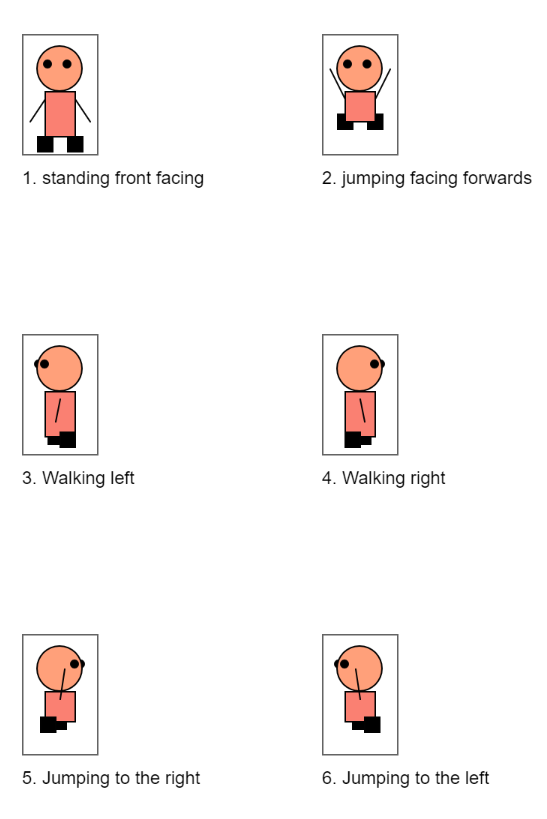 1. standing front facing
2. jumping facing forwards
3. Walking left
4. Walking right
5. Jumping to the right
6. Jumping to the left